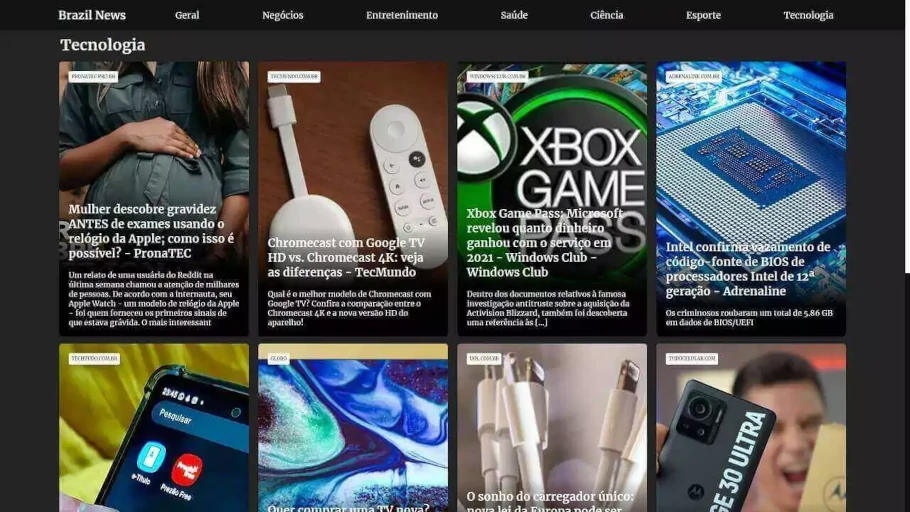 Brazil News
Geral
Negócios
Entretenimento
Saúde
Ciência
Esporte
Tecnologia
Tecnologia
PRONATEC.PRO.BR
Mulher descobre gravidez
ANTES de exames usando o
relógio da Apple; como isso é
possível? - PronaTEC
Um relato de uma usuária do Reddit na
última semana chamou a atenção de milhares
de pessoas. De acordo com a internauta, seu
Apple Watch - um modelo de relógio da Apple
- foi quem forneceu os primeiros sinais de
que estava grávida. O mais interessant
TECMUNDO.COM.BR
Chromecast com Google TV
HD vs. Chromecast 4K: veja
as diferenças - TecMundo
Qual é o melhor modelo de Chromecast com
Google TV? Confira a comparação entre o
Chromecast 4K e a nova versão HD do
aparelho!
WINDOWSCLUB.COM.BR
XBOX
GAME
PASS
Xbox Game Pass: Microsoft
revelou quanto dinheiro
ganhou com o serviço em
2021 - Windows Club -
Windows Club
Dentro dos documentos relativos à famosa
investigação antitruste sobre a aquisição da
Activision Blizzard, também foi descoberta
uma referência às [...]
ADRENALINE.COM.BR
Intel confirma vazamento de
código-fonte de BIOS de
processadores Intel de 12ª
geração - Adrenaline
Os criminosos roubaram um total de 5.86 GB
em dados de BIOS/UEFI
TECHTUDO.COM.BR
Pesquisar
e-Título
Prezão Free
GLOBO
Quer comprar uma TV nova?
UOL.COM.BR
O sonho do carregador único:
nova lei da Europa pode ser
TUDOCELULAR.COM
GE 30 ULTRA